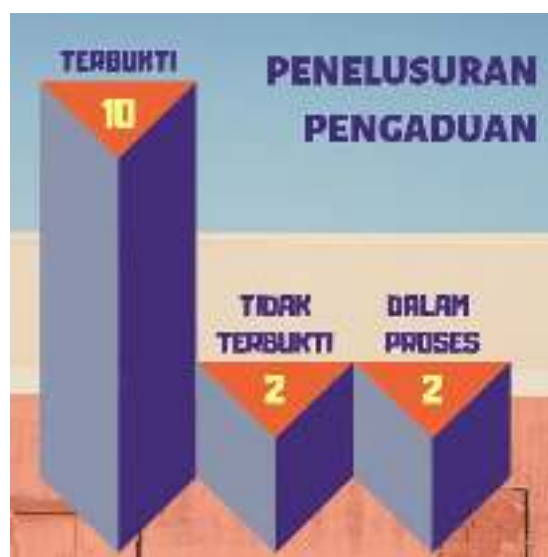 PENELUSURAN
PENGADUAN
TERBUKTI
10
TIDAK
TERBUKTI
2
DALAM
PROSES
2